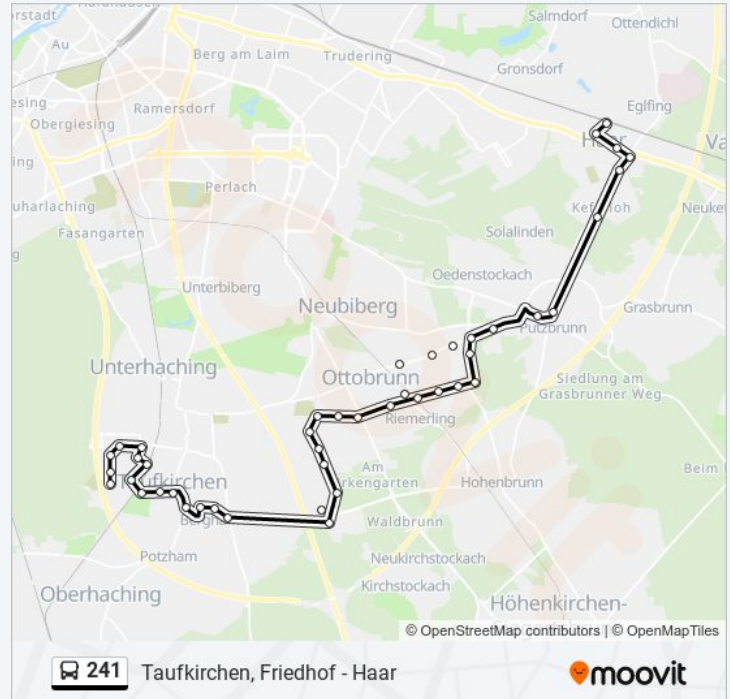 Salmdorf
Ottendichl
Au
Berg am Laim
Trudering
Gronsdorf
Ramersdorf
Eglfing
Obergiesing
Haar
Perlach
Fasangarten
Solalinden
Unterbiberg
Oedenstockach
Neubiberg
Grasbrunn
Putzbrunn
Unterhaching
Ottobrunn
Siedlung am
Grasbrunner Weg
Riemerling
Am
Hohenbrunn
Waldbrunn
Potzham
Neukirchstockach
Kirchstockach
Oberhaching
Höhenkirchen-
© OpenStreetMap contributors | © OpenMapTiles
241 Taufkirchen, Friedhof - Haar
moovit